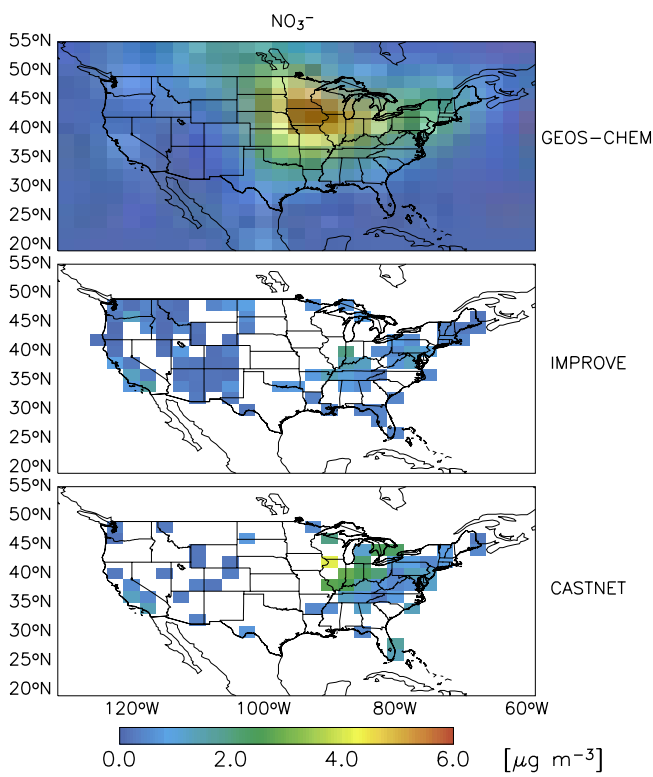 NO₃⁻
55°N
50°N
45°N
40°N
35°N
30°N
25°N
20°N
GEOS-CHEM
55°N
50°N
45°N
40°N
35°N
30°N
25°N
20°N
IMPROVE
55°N
50°N
45°N
40°N
35°N
30°N
25°N
20°N
CASTNET
120°W 100°W 80°W 60°W
0.0 2.0 4.0 6.0 [μg m⁻³]